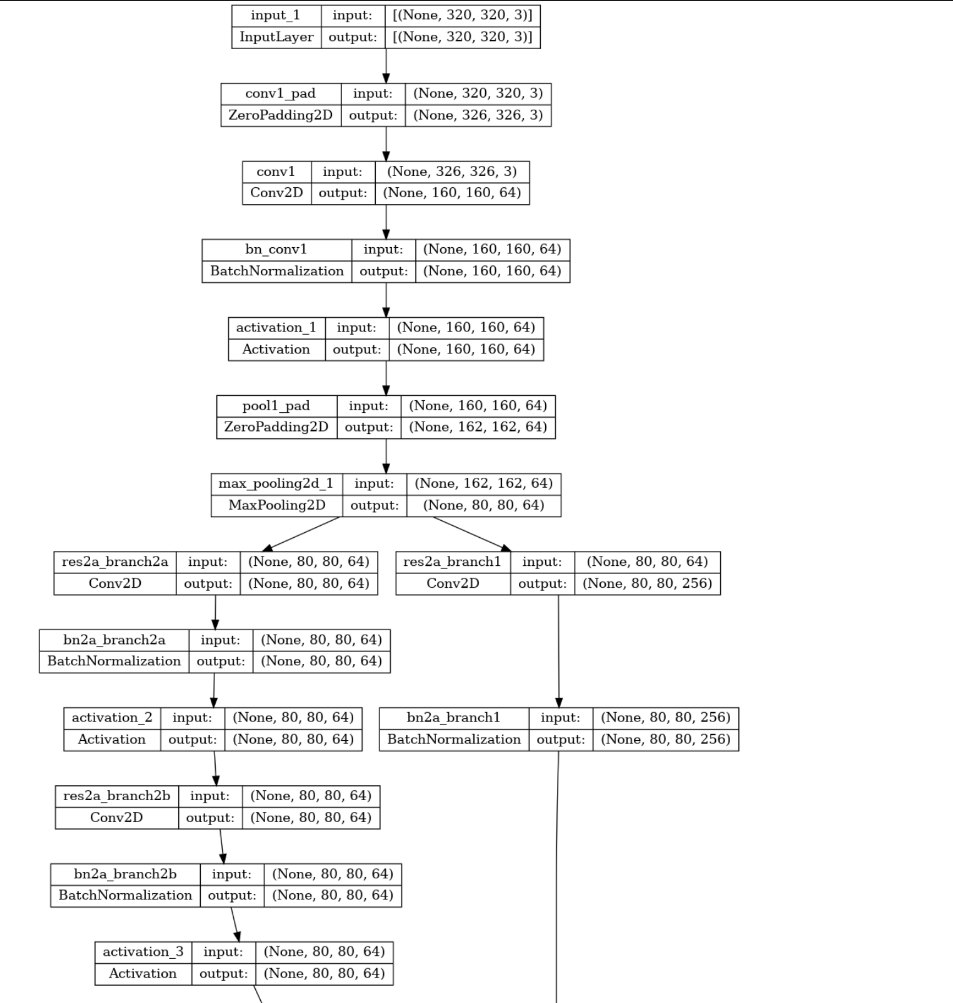 input_1 input: [(None, 320, 320, 3)]
InputLayer output: [(None, 320, 320, 3)]
conv1_pad input: (None, 320, 320, 3)
ZeroPadding2D output: (None, 326, 326, 3)
conv1 input: (None, 326, 326, 3)
Conv2D output: (None, 160, 160, 64)
bn_conv1 input: (None, 160, 160, 64)
BatchNormalization output: (None, 160, 160, 64)
activation_1 input: (None, 160, 160, 64)
Activation output: (None, 160, 160, 64)
pool1_pad input: (None, 160, 160, 64)
ZeroPadding2D output: (None, 162, 162, 64)
max_pooling2d_1 input: (None, 162, 162, 64)
MaxPooling2D output: (None, 80, 80, 64)
res2a_branch2a input: (None, 80, 80, 64)
Conv2D output: (None, 80, 80, 64)
res2a_branch1 input: (None, 80, 80, 64)
Conv2D output: (None, 80, 80, 256)
bn2a_branch2a input: (None, 80, 80, 64)
BatchNormalization output: (None, 80, 80, 64)
activation_2 input: (None, 80, 80, 64)
Activation output: (None, 80, 80, 64)
bn2a_branch1 input: (None, 80, 80, 256)
BatchNormalization output: (None, 80, 80, 256)
res2a_branch2b input: (None, 80, 80, 64)
Conv2D output: (None, 80, 80, 64)
bn2a_branch2b input: (None, 80, 80, 64)
BatchNormalization output: (None, 80, 80, 64)
activation_3 input: (None, 80, 80, 64)
Activation output: (None, 80, 80, 64)